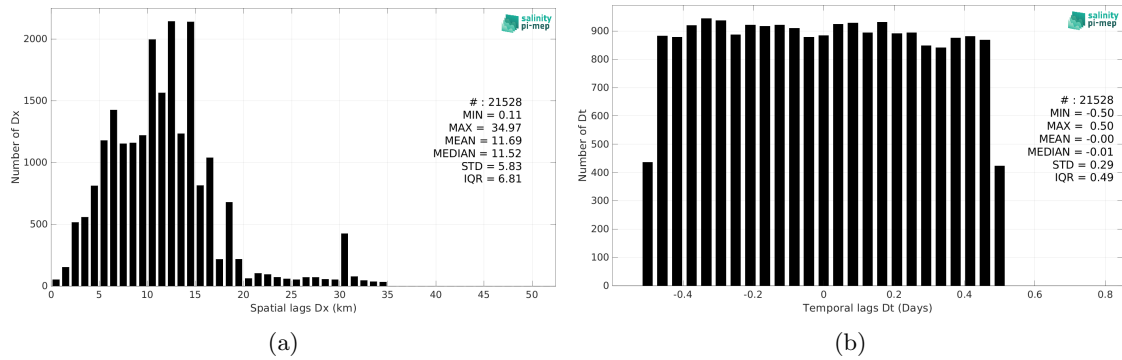 salinity
pi-mep
Number of Dx
2000
1500
1000
500
0
# : 21528
MIN = 0.11
MAX = 34.97
MEAN = 11.69
MEDIAN = 11.52
STD = 5.83
IQR = 6.81
0 5 10 15 20 25 30 35 40 45 50
Spatial lags Dx (km)
(a)
salinity
pi-mep
Number of Dt
900
800
700
600
500
400
300
200
100
0
# : 21528
MIN = -0.50
MAX = 0.50
MEAN = -0.00
MEDIAN = -0.01
STD = 0.29
IQR = 0.49
-0.4 -0.2 0 0.2 0.4 0.6 0.8
Temporal lags Dt (Days)
(b)